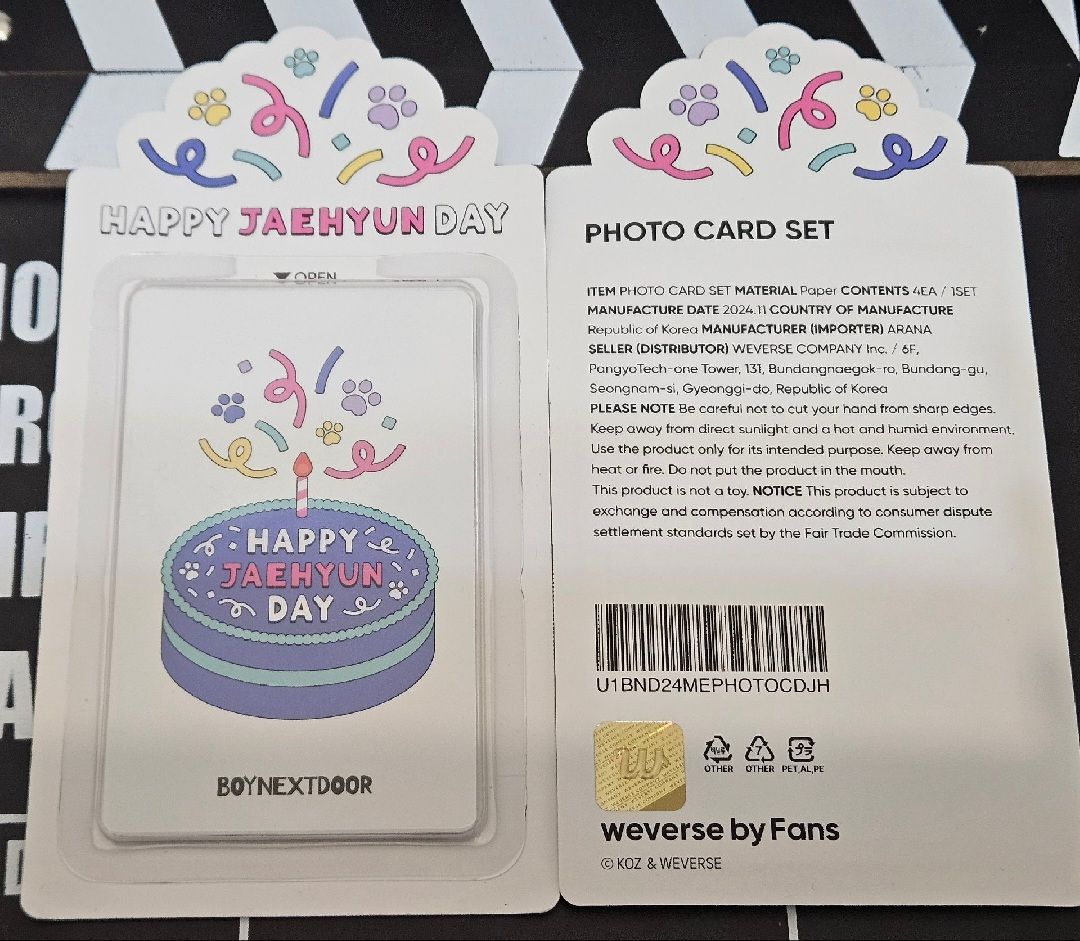 HAPPY JAEHYUN DAY
OPEN
HAPPY
JAEHYUN
DAY
BOYNEXTDOOR
PHOTO CARD SET
ITEM PHOTO CARD SET MATERIAL Paper CONTENTS 4EA / 1SET
MANUFACTURE DATE 2024.11 COUNTRY OF MANUFACTURE
Republic of Korea MANUFACTURER (IMPORTER) ARANA
SELLER (DISTRIBUTOR) WEVERSE COMPANY Inc. / 6F,
PangyoTech-one Tower, 131, Bundangnaegok-ro, Bundang-gu,
Seongnam-si, Gyeonggi-do, Republic of Korea
PLEASE NOTE Be careful not to cut your hand from sharp edges.
Keep away from direct sunlight and a hot and humid environment.
Use the product only for its intended purpose. Keep away from
heat or fire. Do not put the product in the mouth.
This product is not a toy. NOTICE This product is subject to
exchange and compensation according to consumer dispute
settlement standards set by the Fair Trade Commission.
U1BND24MEPHOTOCDJH
7 プラ
OTHER OTHER PET,AL,PE
weverse by Fans
© KOZ & WEVERSE